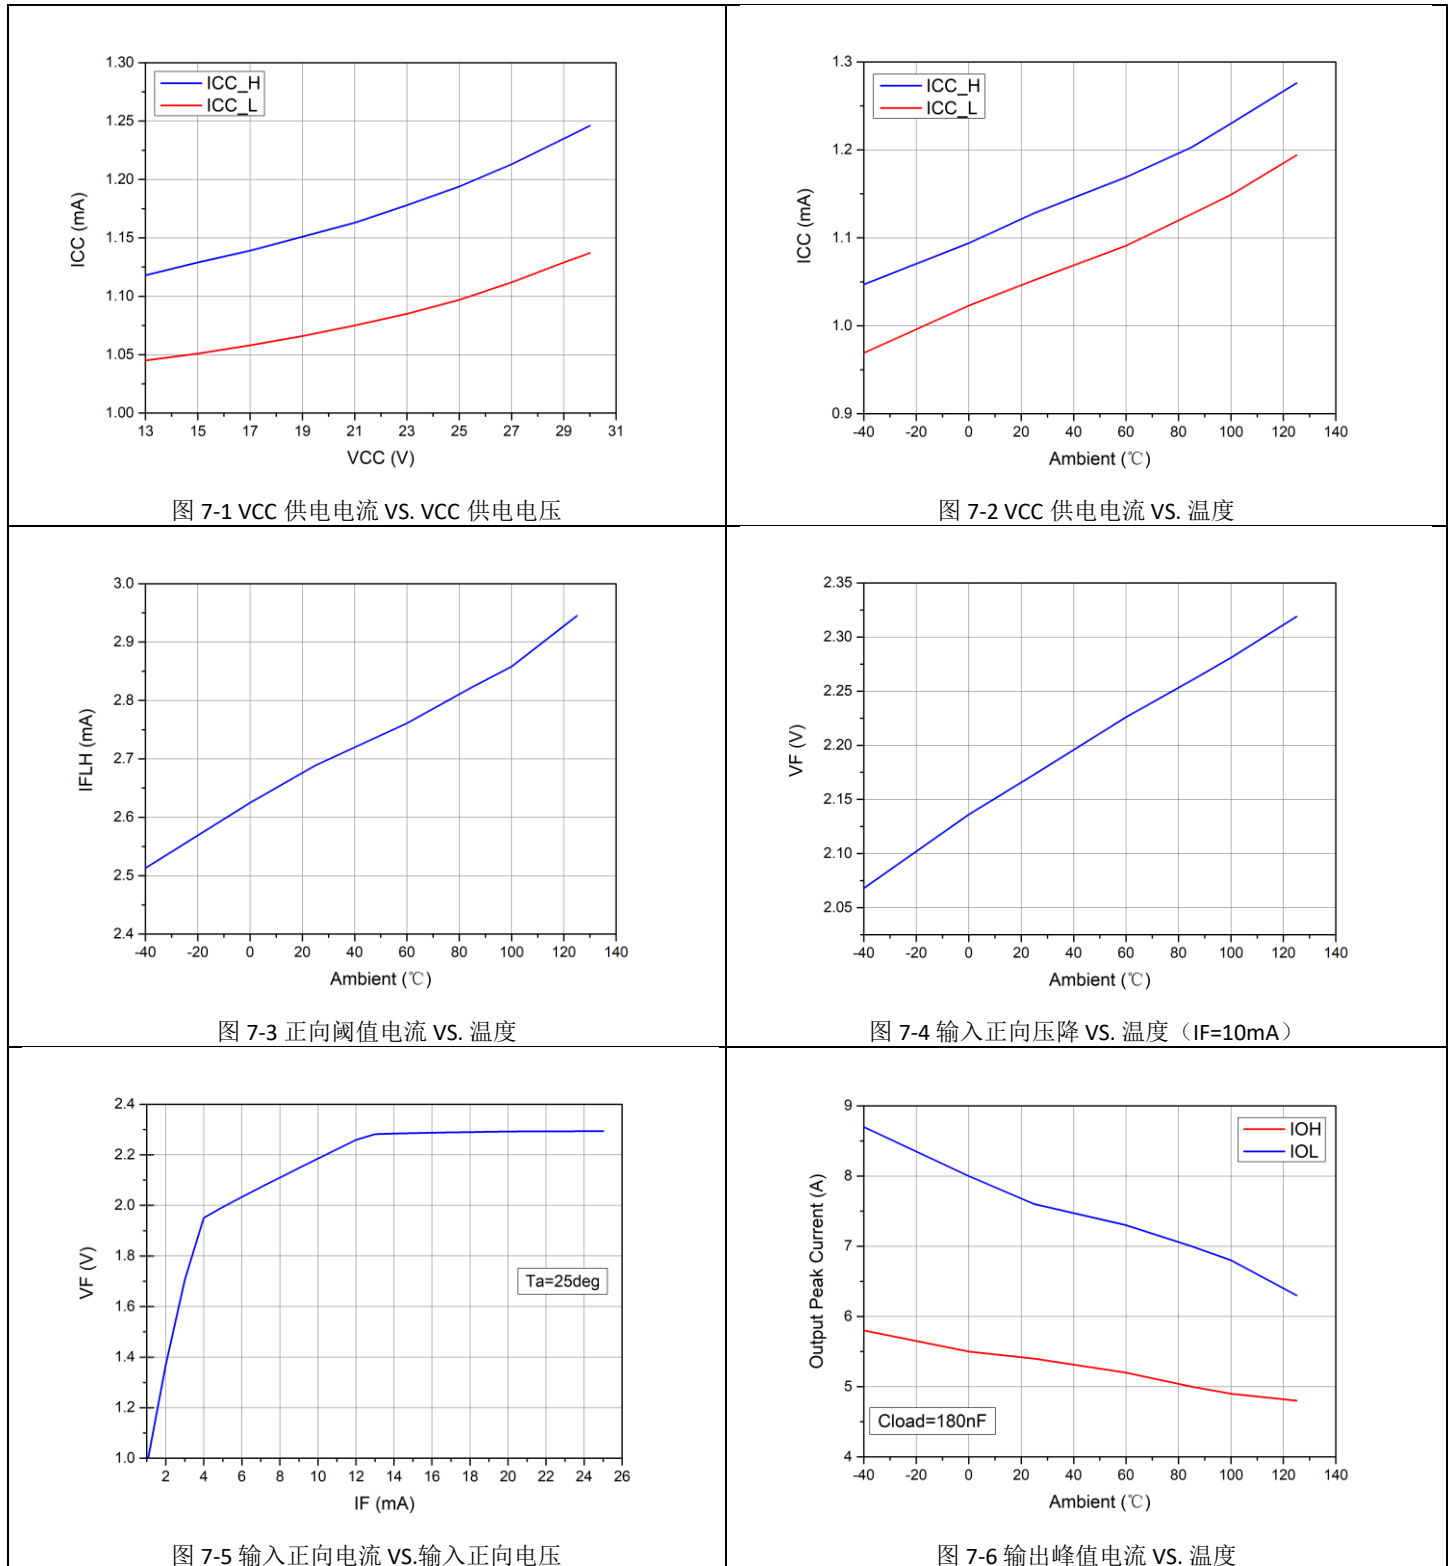 1.30
1.25
1.20
1.15
1.10
1.05
1.00
ICC (mA)
ICC_H
ICC_L
13 15 17 19 21 23 25 27 29 31
VCC (V)
图 7-1 VCC 供电电流 VS. VCC 供电电压
1.3
1.2
1.1
1.0
0.9
ICC (mA)
ICC_H
ICC_L
-40 -20 0 20 40 60 80 100 120 140
Ambient (℃)
图 7-2 VCC 供电电流 VS. 温度
3.0
2.9
2.8
2.7
2.6
2.5
2.4
IFLH (mA)
-40 -20 0 20 40 60 80 100 120 140
Ambient (℃)
图 7-3 正向阈值电流 VS. 温度
2.35
2.30
2.25
2.20
2.15
2.10
2.05
VF (V)
-40 -20 0 20 40 60 80 100 120 140
Ambient (℃)
图 7-4 输入正向压降 VS. 温度（IF=10mA）
2.4
2.2
2.0
1.8
1.6
1.4
1.2
1.0
VF (V)
Ta=25deg
2 4 6 8 10 12 14 16 18 20 22 24 26
IF (mA)
图 7-5 输入正向电流 VS.输入正向电压
9
8
7
6
5
4
Output Peak Current (A)
IOH
IOL
Cload=180nF
-40 -20 0 20 40 60 80 100 120 140
Ambient (℃)
图 7-6 输出峰值电流 VS. 温度